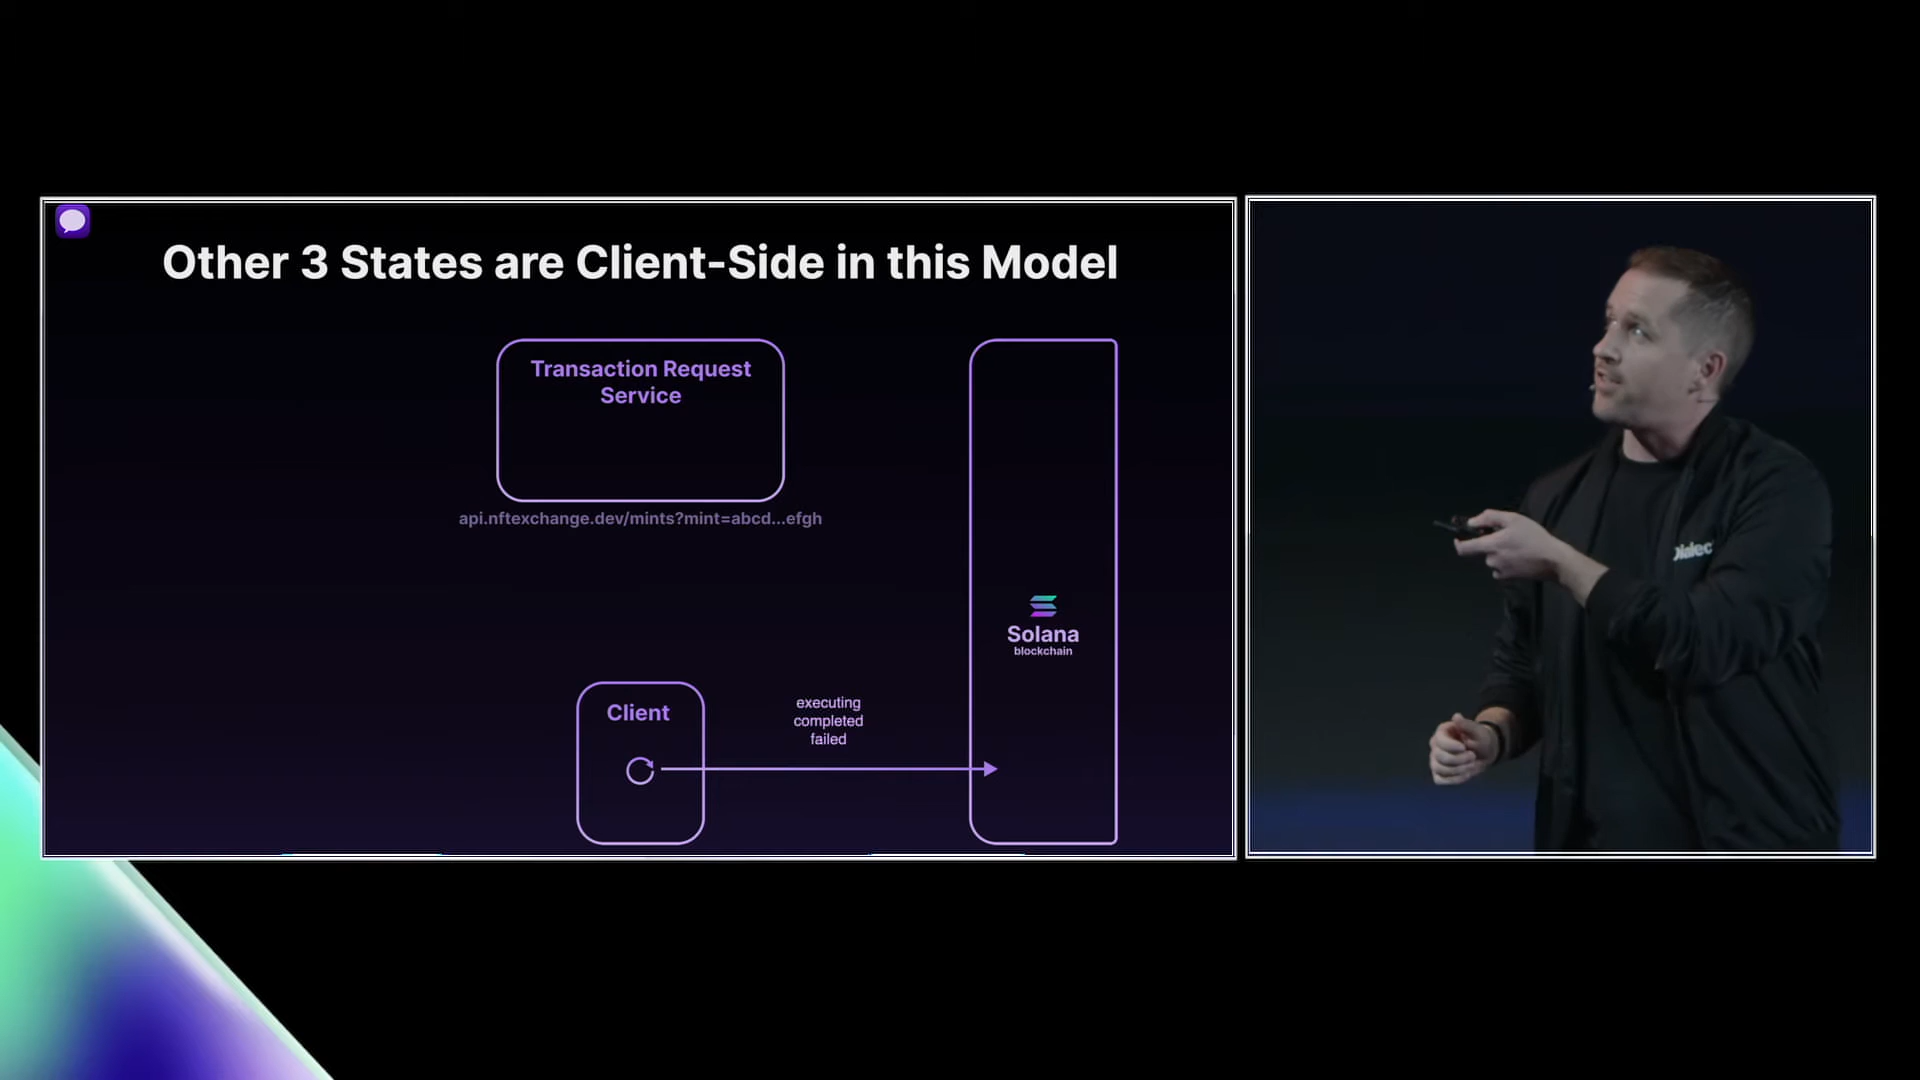 Other 3 States are Client-Side in this Model
Transaction Request
Service
api.nftexchange.dev/mints?mint=abcd...efgh
Solana
blockchain
Client
executing
completed
failed
Dialec